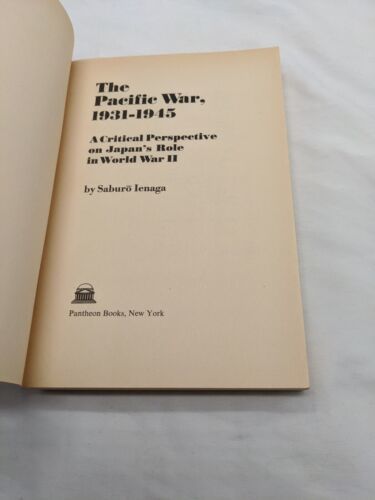 The
Pacific War,
1931-1945
A Critical Perspective
on Japan's Role
in World War II
by Saburō Ienaga
Pantheon Books, New York